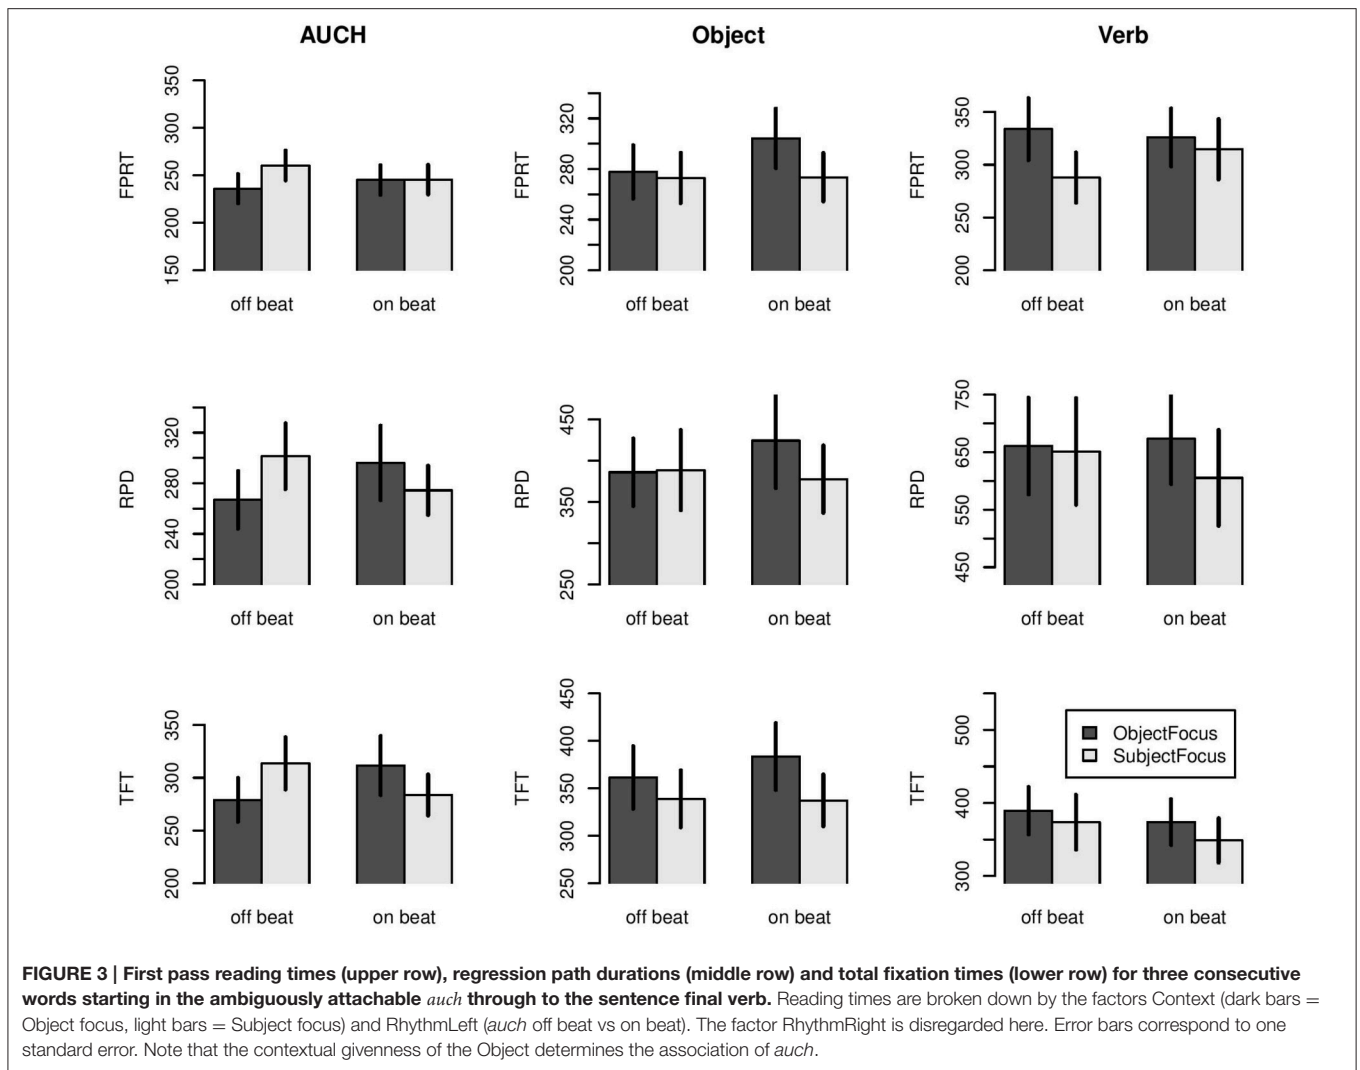 AUCH Object Verb
FPRT 150 200 250 300 350
off beat on beat
FPRT 200 240 280 320
off beat on beat
FPRT 200 250 300 350
off beat on beat
RPD 200 240 280 320
off beat on beat
RPD 250 350 450
off beat on beat
RPD 450 550 650 750
off beat on beat
TFT 200 250 300 350
off beat on beat
TFT 250 300 350 400 450
off beat on beat
TFT 300 400 500
ObjectFocus
SubjectFocus
off beat on beat
FIGURE 3 | First pass reading times (upper row), regression path durations (middle row) and total fixation times (lower row) for three consecutive
words starting in the ambiguously attachable auch through to the sentence final verb. Reading times are broken down by the factors Context (dark bars =
Object focus, light bars = Subject focus) and RhythmLeft (auch off beat vs on beat). The factor RhythmRight is disregarded here. Error bars correspond to one
standard error. Note that the contextual givenness of the Object determines the association of auch.